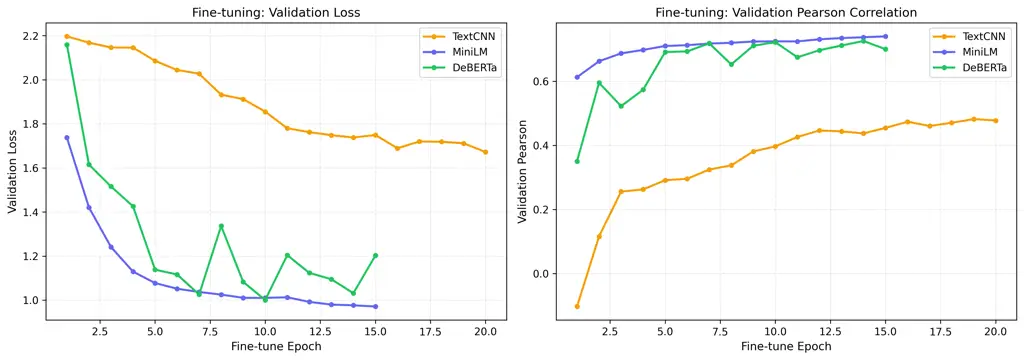 Fine-tuning: Validation Loss
TextCNN
MiniLM
DeBERTa
2.2
2.0
1.8
1.6
1.4
1.2
1.0
Validation Loss
2.5
5.0
7.5
10.0
12.5
15.0
17.5
20.0
Fine-tune Epoch
Fine-tuning: Validation Pearson Correlation
TextCNN
MiniLM
DeBERTa
0.6
0.4
0.2
0.0
Validation Pearson
2.5
5.0
7.5
10.0
12.5
15.0
17.5
20.0
Fine-tune Epoch